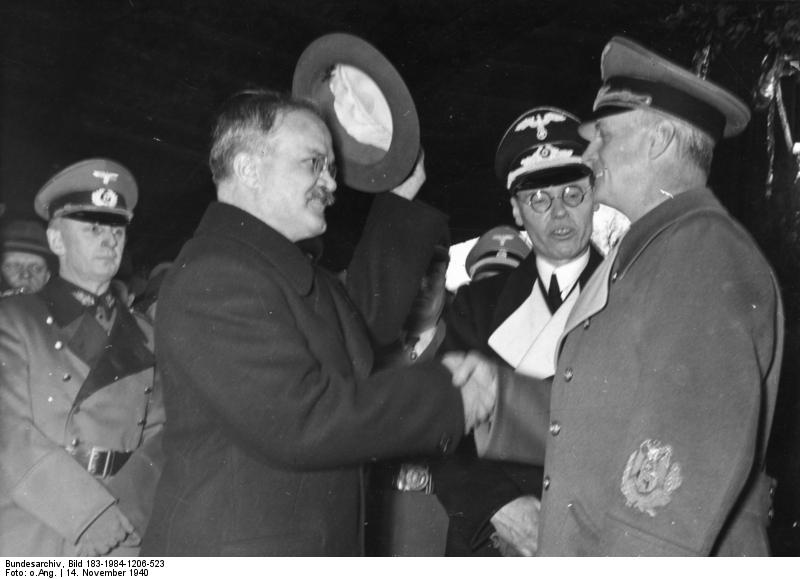 Bundesarchiv, Bild 183-1984-1206-523
Foto: o.Ang. | 14. November 1940